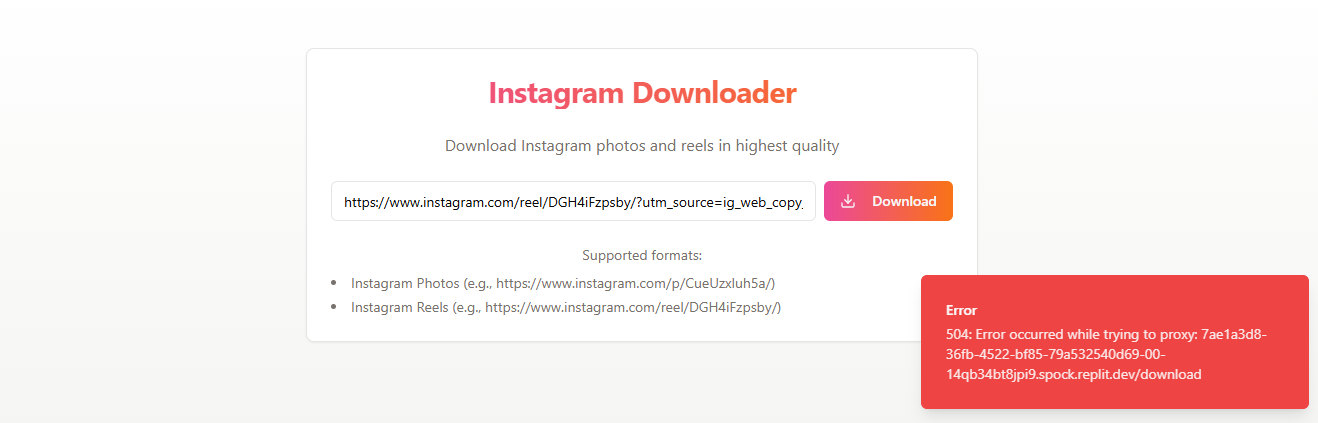 Instagram Downloader
Download Instagram photos and reels in highest quality
https://www.instagram.com/reel/DGH4iFzpsby/?utm_source=ig_web_copy_
Download
Supported formats:
Instagram Photos (e.g., https://www.instagram.com/p/CueUzxluh5a/)
Instagram Reels (e.g., https://www.instagram.com/reel/DGH4iFzpsby/)
Error
504: Error occurred while trying to proxy: 7ae1a3d8-
36fb-4522-bf85-79a532540d69-00-
14qb34bt8jpi9.spock.replit.dev/download